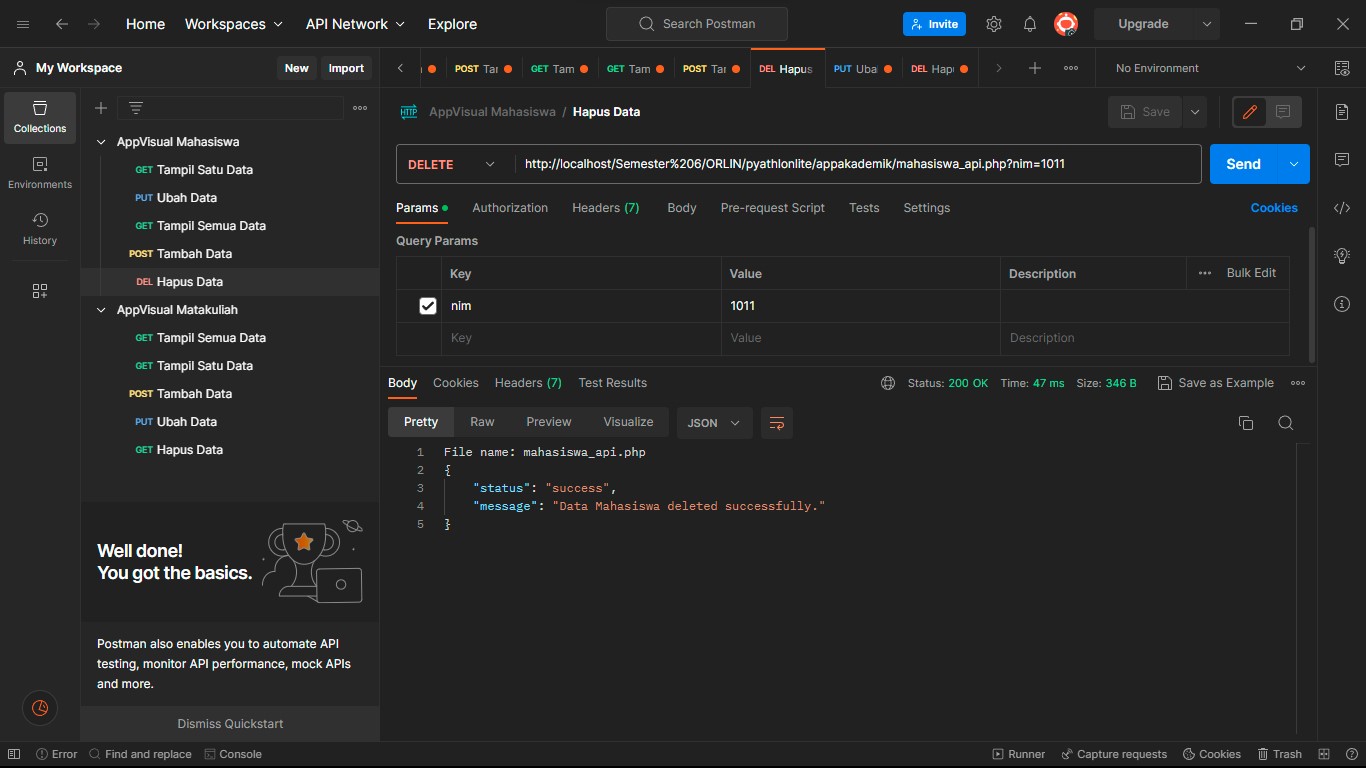 Home Workspaces API Network Explore
Search Postman
Invite
Upgrade
My Workspace
New Import
POST Tar
GET Tam
GET Tam
POST Tar
DEL Hapus
PUT Uba
DEL Hap
No Environment
Collections
Environments
History
AppVisual Mahasiswa
GET Tampil Satu Data
PUT Ubah Data
GET Tampil Semua Data
POST Tambah Data
DEL Hapus Data
AppVisual Matakuliah
GET Tampil Semua Data
GET Tampil Satu Data
POST Tambah Data
PUT Ubah Data
GET Hapus Data
Well done!
You got the basics.
Postman also enables you to automate API
testing, monitor API performance, mock APIs
and more.
Dismiss Quickstart
HTTP AppVisual Mahasiswa / Hapus Data
Save
DELETE http://localhost/Semester%206/ORLIN/pyathlonlite/appakademik/mahasiswa_api.php?nim=1011
Send
Params Authorization Headers (7) Body Pre-request Script Tests Settings
Cookies
Query Params
Key Value Description Bulk Edit
nim 1011
Key Value Description
Body Cookies Headers (7) Test Results
Status: 200 OK Time: 47 ms Size: 346 B Save as Example
Pretty Raw Preview Visualize JSON
1 File name: mahasiswa_api.php
2 {
3 "status": "success",
4 "message": "Data Mahasiswa deleted successfully."
5 }
Error Find and replace Console
Runner Capture requests Cookies Trash